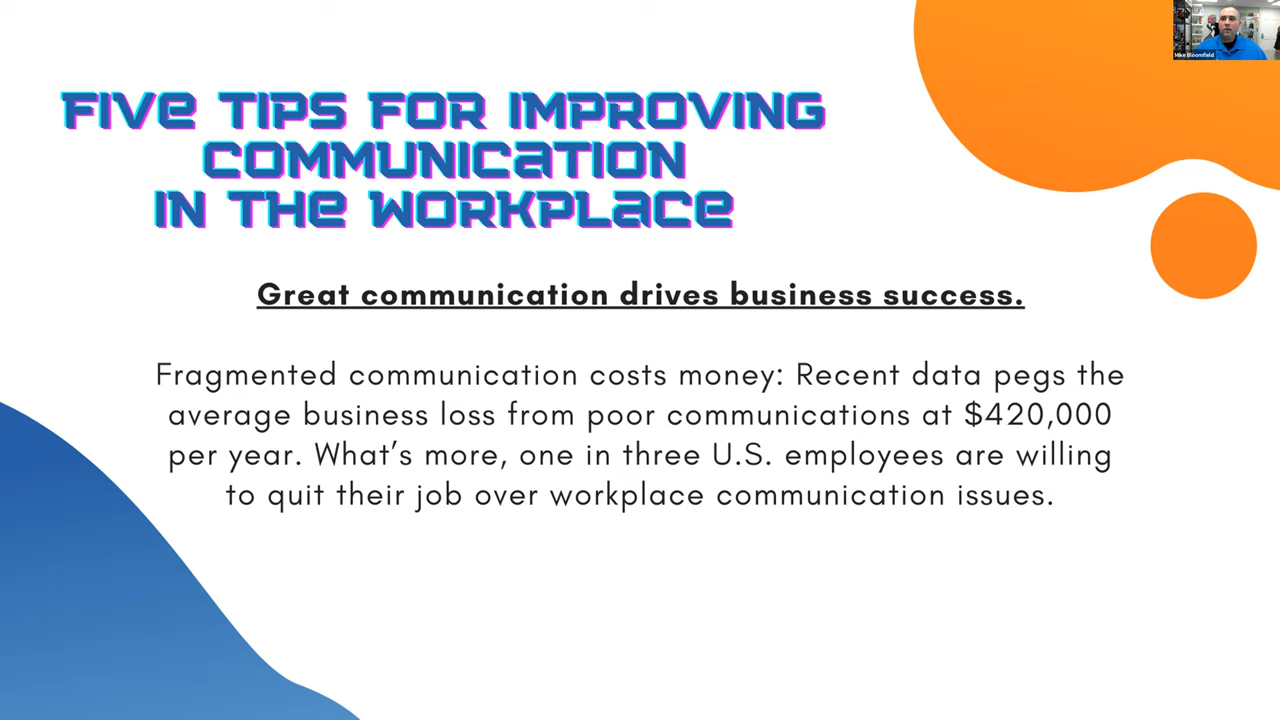 Mike Bloomfield
FIVE TIPS FOR IMPROVING
COMMUNICATION
IN THE WORKPLACE
Great communication drives business success.
Fragmented communication costs money: Recent data pegs the
average business loss from poor communications at $420,000
per year. What’s more, one in three U.S. employees are willing
to quit their job over workplace communication issues.